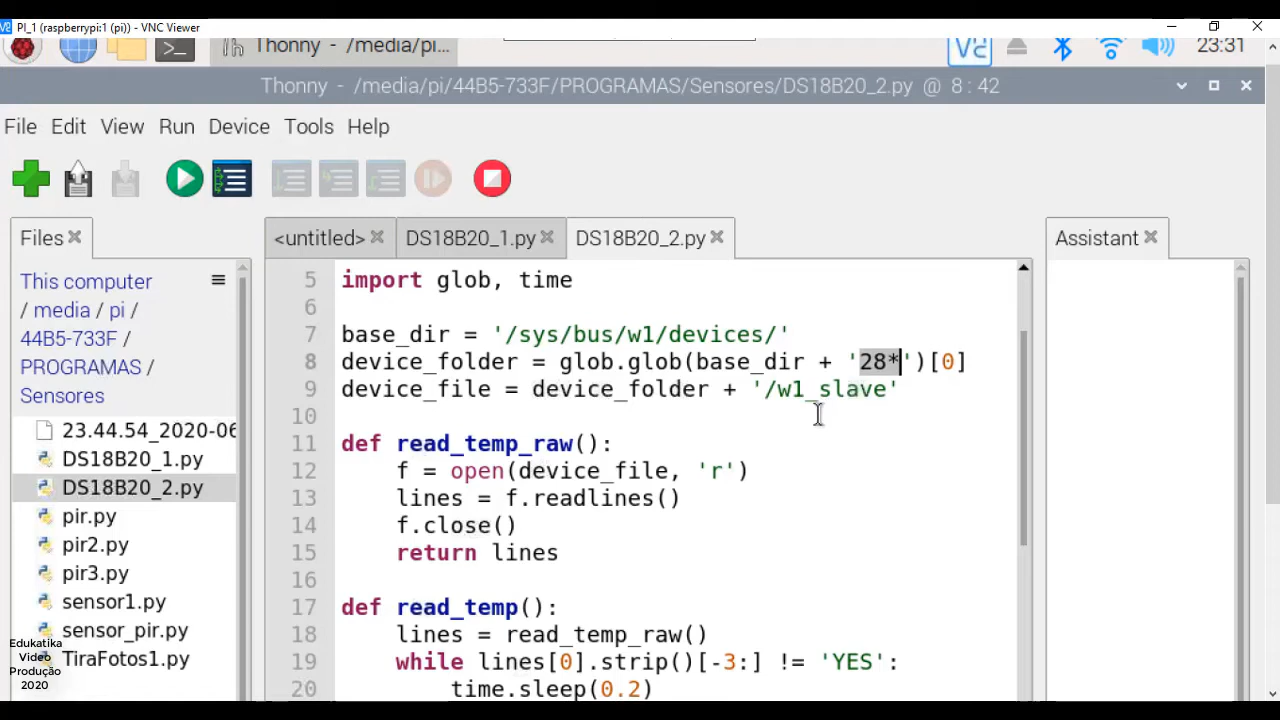 PI_1 (raspberrypi:1 (pi)) - VNC Viewer
Thonny - /media/pi...
23:31
Thonny - /media/pi/44B5-733F/PROGRAMAS/Sensores/DS18B20_2.py @ 8 : 42
File Edit View Run Device Tools Help
Files
<untitled> DS18B20_1.py DS18B20_2.py
Assistant
This computer
/ media / pi /
44B5-733F /
PROGRAMAS /
Sensores
23.44.54_2020-06
DS18B20_1.py
DS18B20_2.py
pir.py
pir2.py
pir3.py
sensor1.py
sensor_pir.py
TiraFotos1.py
5 import glob, time
6
7 base_dir = '/sys/bus/w1/devices/'
8 device_folder = glob.glob(base_dir + '28*')[0]
9 device_file = device_folder + '/w1_slave'
10
11 def read_temp_raw():
12 f = open(device_file, 'r')
13 lines = f.readlines()
14 f.close()
15 return lines
16
17 def read_temp():
18 lines = read_temp_raw()
19 while lines[0].strip()[-3:] != 'YES':
20 time.sleep(0.2)
Edukatika
Video
Produção
2020